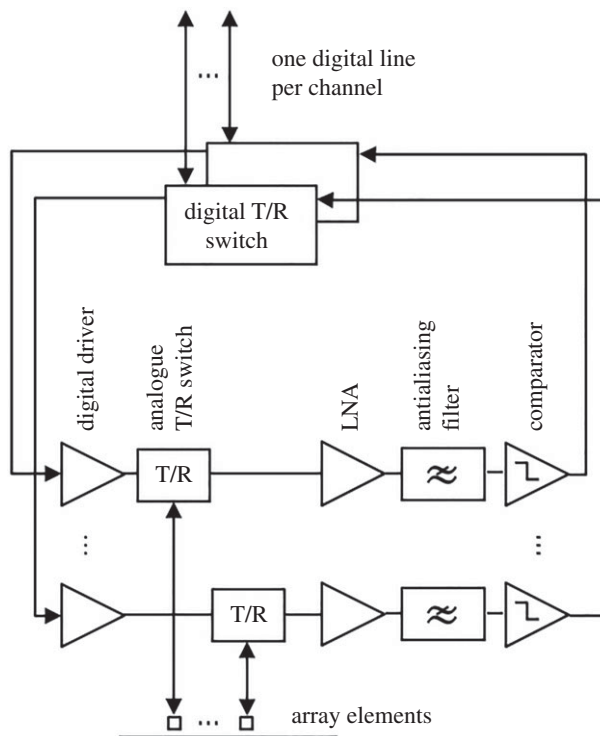 one digital line
per channel
digital T/R
switch
digital driver
analogue
T/R switch
LNA
antialiasing
filter
comparator
T/R
T/R
array elements